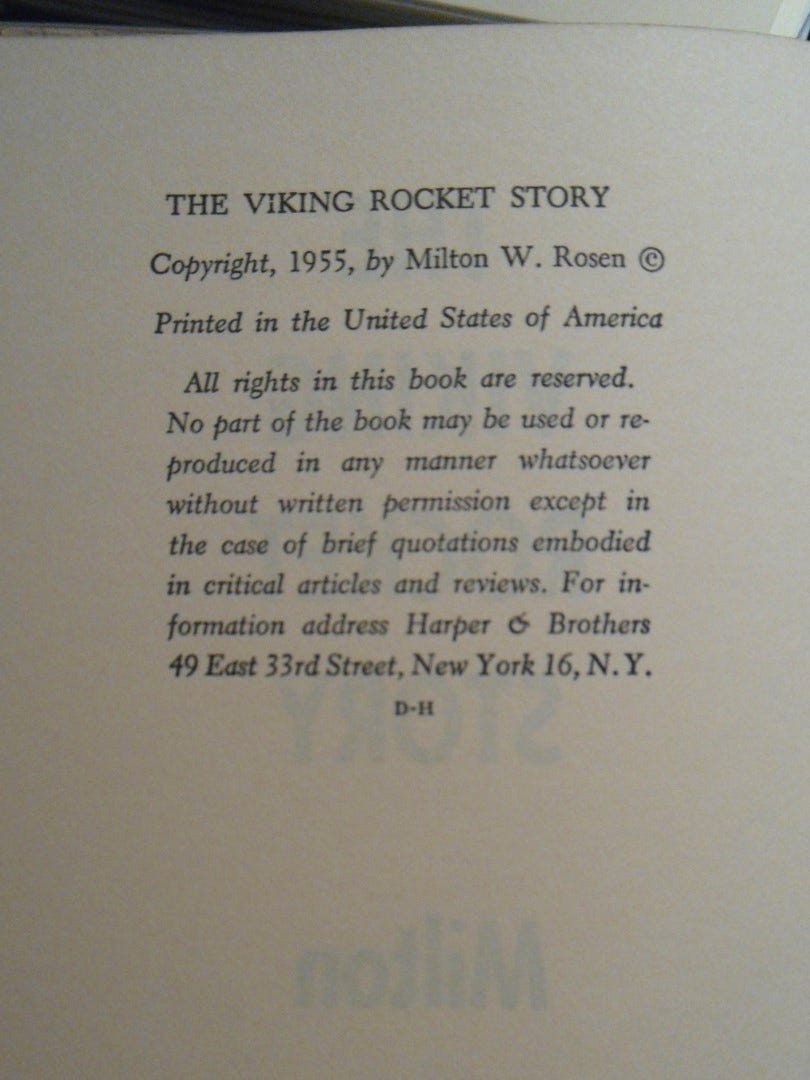 THE VIKING ROCKET STORY
Copyright, 1955, by Milton W. Rosen ©
Printed in the United States of America
All rights in this book are reserved.
No part of the book may be used or re-
produced in any manner whatsoever
without written permission except in
the case of brief quotations embodied
in critical articles and reviews. For in-
formation address Harper & Brothers
49 East 33rd Street, New York 16, N.Y.
D-H
STORY
Milton